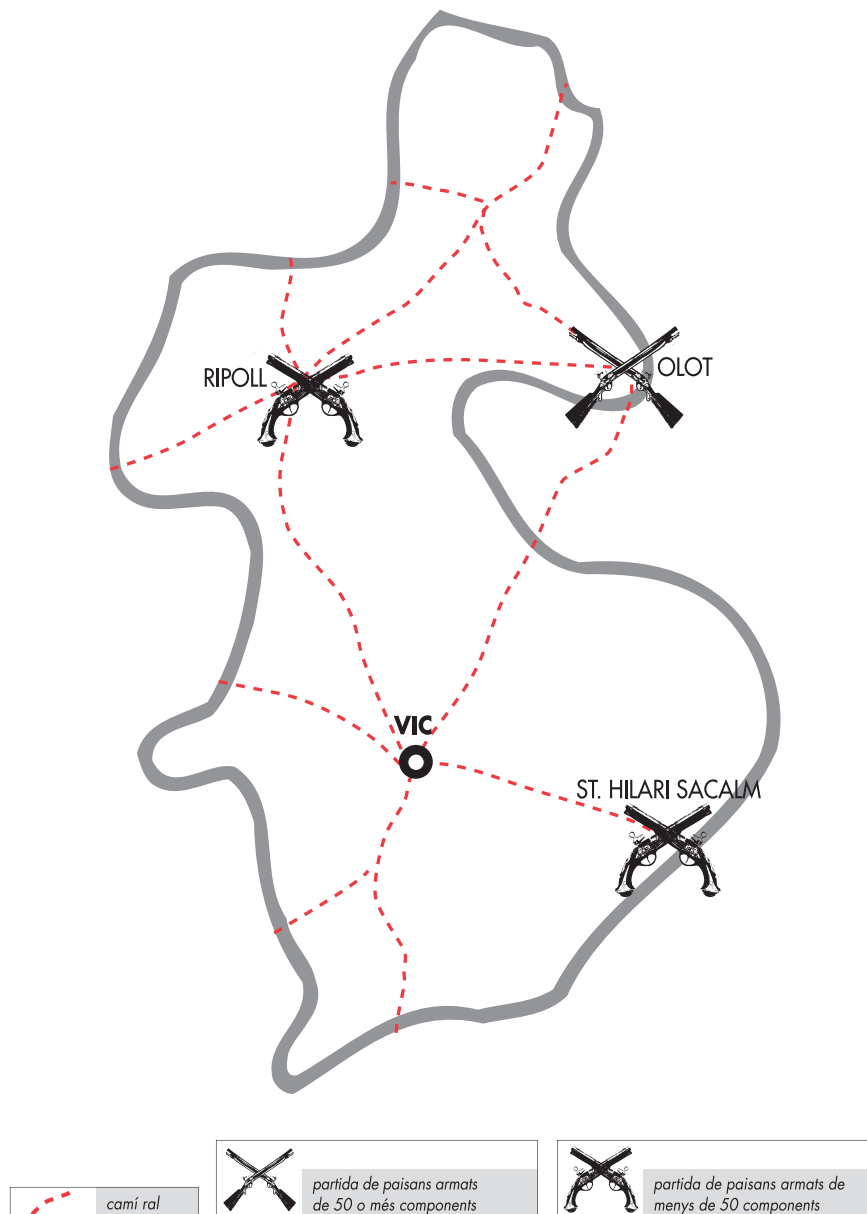 RIPOLL
OLOT
VIC
ST. HILARI SACALM
camí ral
partida de paisans armats
de 50 o més components
partida de paisans armats de
menys de 50 components